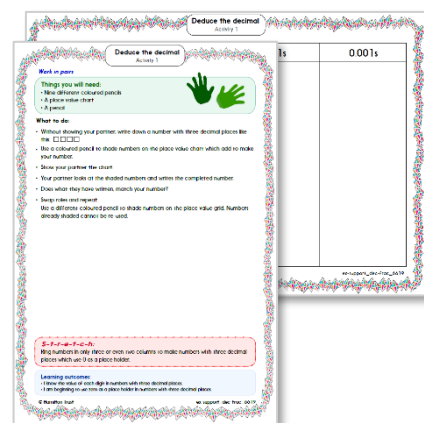 Deduce the decimal
Activity 1
1s
0.001s
ey-support_dec-frac_6619
Deduce the decimal
Activity 1
Work in pairs
Things you will need:
• Nine different coloured pencils
• A place value chart
• A pencil
What to do:
• Without showing your partner, write down a number with three decimal places like
this
• Use a coloured pencil to shade numbers on the place value chart which add to make
your number.
• Show your partner the chart.
• Your partner looks at the shaded numbers and writes the completed number.
• Does what they have written, match your number?
• Swap roles and repeat.
Use a different coloured pencil to shade numbers on the place value grid. Numbers
already shaded cannot be re-used.
S-t-r-e-t-c-h:
Ring numbers in only three or even two columns to make numbers with three decimal
places which use 0 as a place holder.
Learning outcomes:
• I know the value of each digit in numbers with three decimal places.
• I am beginning to use zero as a place holder in numbers with three decimal places.
© Hamilton Trust